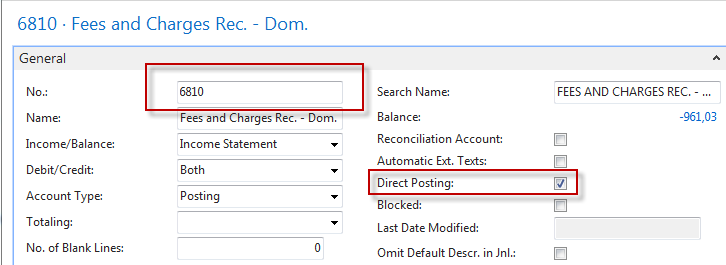 6810 · Fees and Charges Rec. - Dom.
General
No.: 6810
Name: Fees and Charges Rec. - Dom.
Income/Balance: Income Statement
Debit/Credit: Both
Account Type: Posting
Totaling:
No. of Blank Lines: 0
Search Name: FEES AND CHARGES REC. - ...
Balance: -961,03
Reconciliation Account:
Automatic Ext. Texts:
Direct Posting:
Blocked:
Last Date Modified:
Omit Default Descr. in Jnl.: